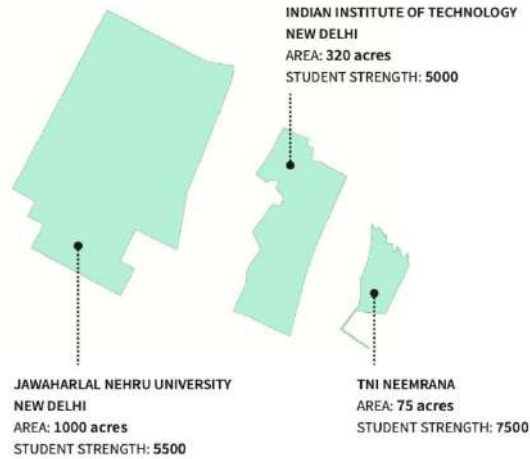 INDIAN INSTITUTE OF TECHNOLOGY
NEW DELHI
AREA: 320 acres
STUDENT STRENGTH: 5000
JAWAHARLAL NEHRU UNIVERSITY
NEW DELHI
AREA: 1000 acres
STUDENT STRENGTH: 5500
TNI NEEMRANA
AREA: 75 acres
STUDENT STRENGTH: 7500